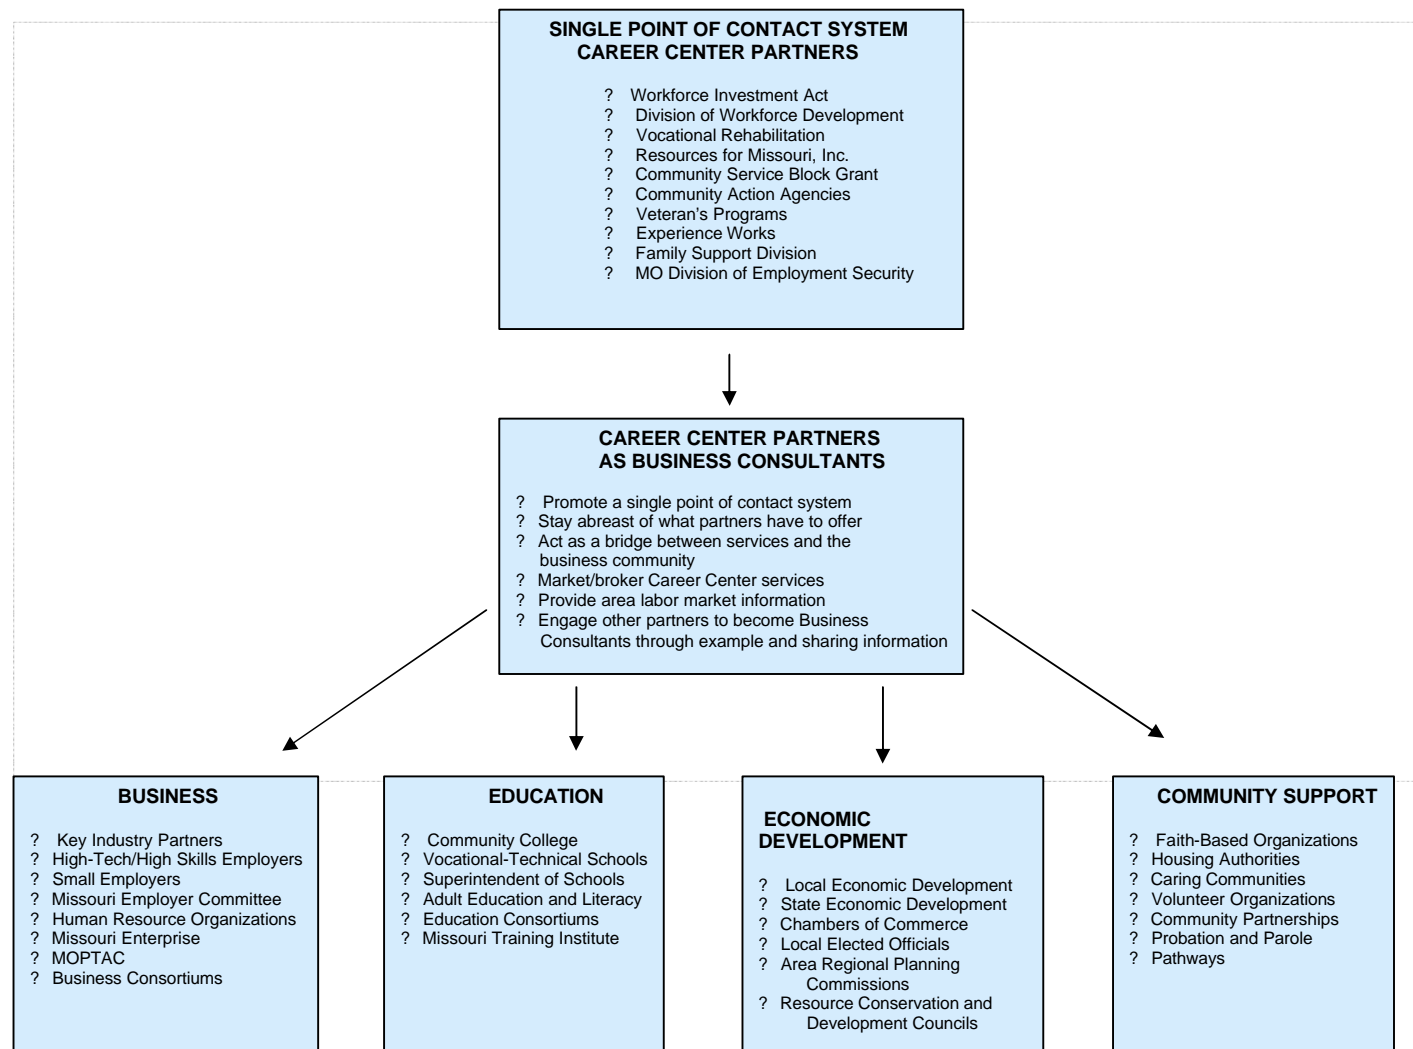 SINGLE POINT OF CONTACT SYSTEM
CAREER CENTER PARTNERS
? Workforce Investment Act
? Division of Workforce Development
? Vocational Rehabilitation
? Resources for Missouri, Inc.
? Community Service Block Grant
? Community Action Agencies
? Veteran's Programs
? Experience Works
? Family Support Division
? MO Division of Employment Security
CAREER CENTER PARTNERS
AS BUSINESS CONSULTANTS
? Promote a single point of contact system
? Stay abreast of what partners have to offer
? Act as a bridge between services and the
business community
? Market/broker Career Center services
? Provide area labor market information
? Engage other partners to become Business
Consultants through example and sharing information
BUSINESS
? Key Industry Partners
? High-Tech/High Skills Employers
? Small Employers
? Missouri Employer Committee
? Human Resource Organizations
? Missouri Enterprise
? MOPTAC
? Business Consortiums
EDUCATION
? Community College
? Vocational-Technical Schools
? Superintendent of Schools
? Adult Education and Literacy
? Education Consortiums
? Missouri Training Institute
ECONOMIC
DEVELOPMENT
? Local Economic Development
? State Economic Development
? Chambers of Commerce
? Local Elected Officials
? Area Regional Planning
Commissions
? Resource Conservation and
Development Councils
COMMUNITY SUPPORT
? Faith-Based Organizations
? Housing Authorities
? Caring Communities
? Volunteer Organizations
? Community Partnerships
? Probation and Parole
? Pathways